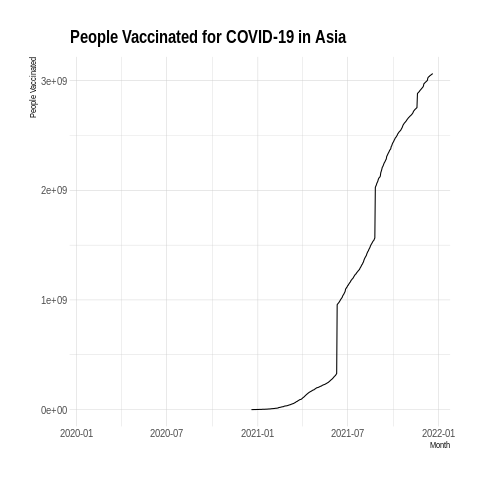 People Vaccinated for COVID-19 in Asia
People Vaccinated
3e+09
2e+09
1e+09
0e+00
2020-01 2020-07 2021-01 2021-07 2022-01
Month